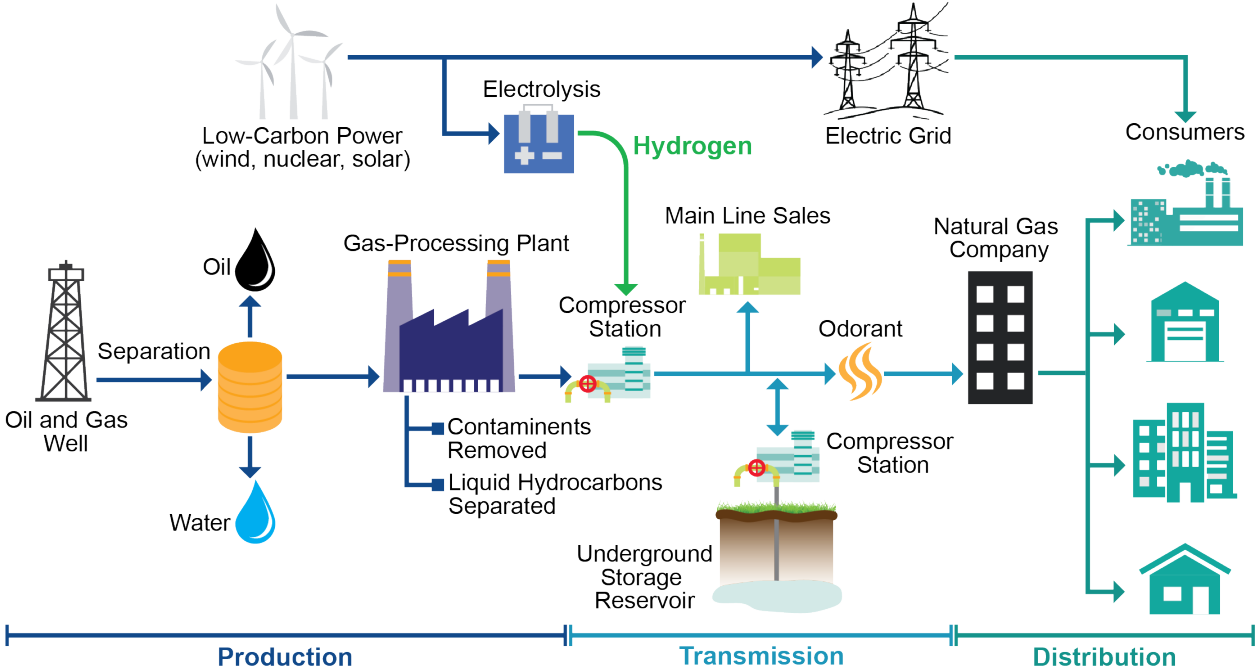 Low-Carbon Power
(wind, nuclear, solar)
Electrolysis
Hydrogen
Electric Grid
Consumers
Oil and Gas
Well
Separation
Oil
Water
Gas-Processing Plant
Contaminents
Removed
Liquid Hydrocarbons
Separated
Compressor
Station
Main Line Sales
Odorant
Natural Gas
Company
Compressor
Station
Underground
Storage
Reservoir
Production
Transmission
Distribution